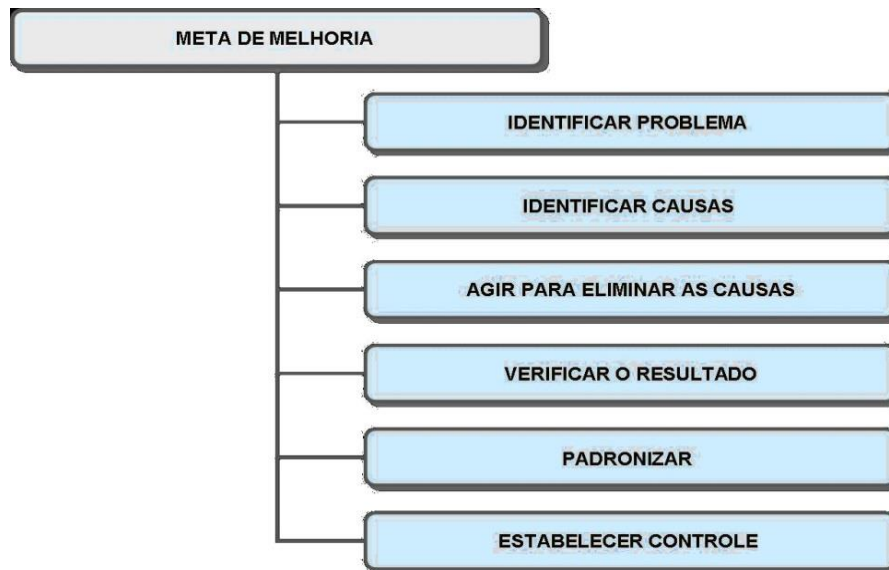 META DE MELHORIA
IDENTIFICAR PROBLEMA
IDENTIFICAR CAUSAS
AGIR PARA ELIMINAR AS CAUSAS
VERIFICAR O RESULTADO
PADRONIZAR
ESTABELECER CONTROLE